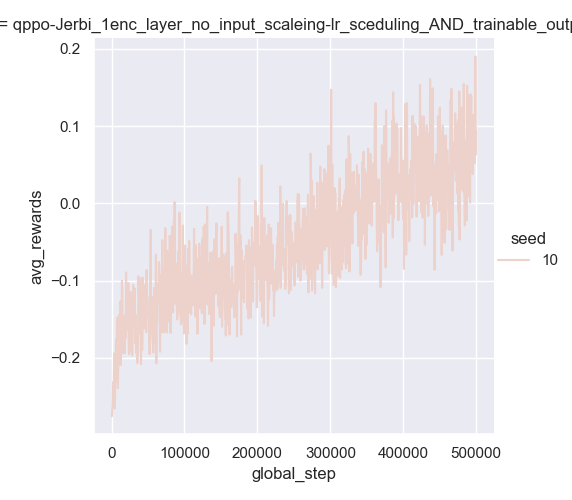 = qppo-Jerbi_1enc_layer_no_input_scaleing-lr_sceduling_AND_trainable_outp
0.2
0.1
0.0
−0.1
−0.2
avg_rewards
0 100000 200000 300000 400000 500000
global_step
seed
10